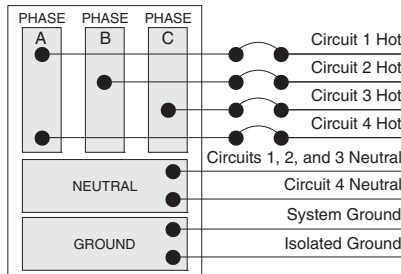 PHASE PHASE PHASE
A B C
Circuit 1 Hot
Circuit 2 Hot
Circuit 3 Hot
Circuit 4 Hot
Circuits 1, 2, and 3 Neutral
NEUTRAL
Circuit 4 Neutral
System Ground
GROUND
Isolated Ground